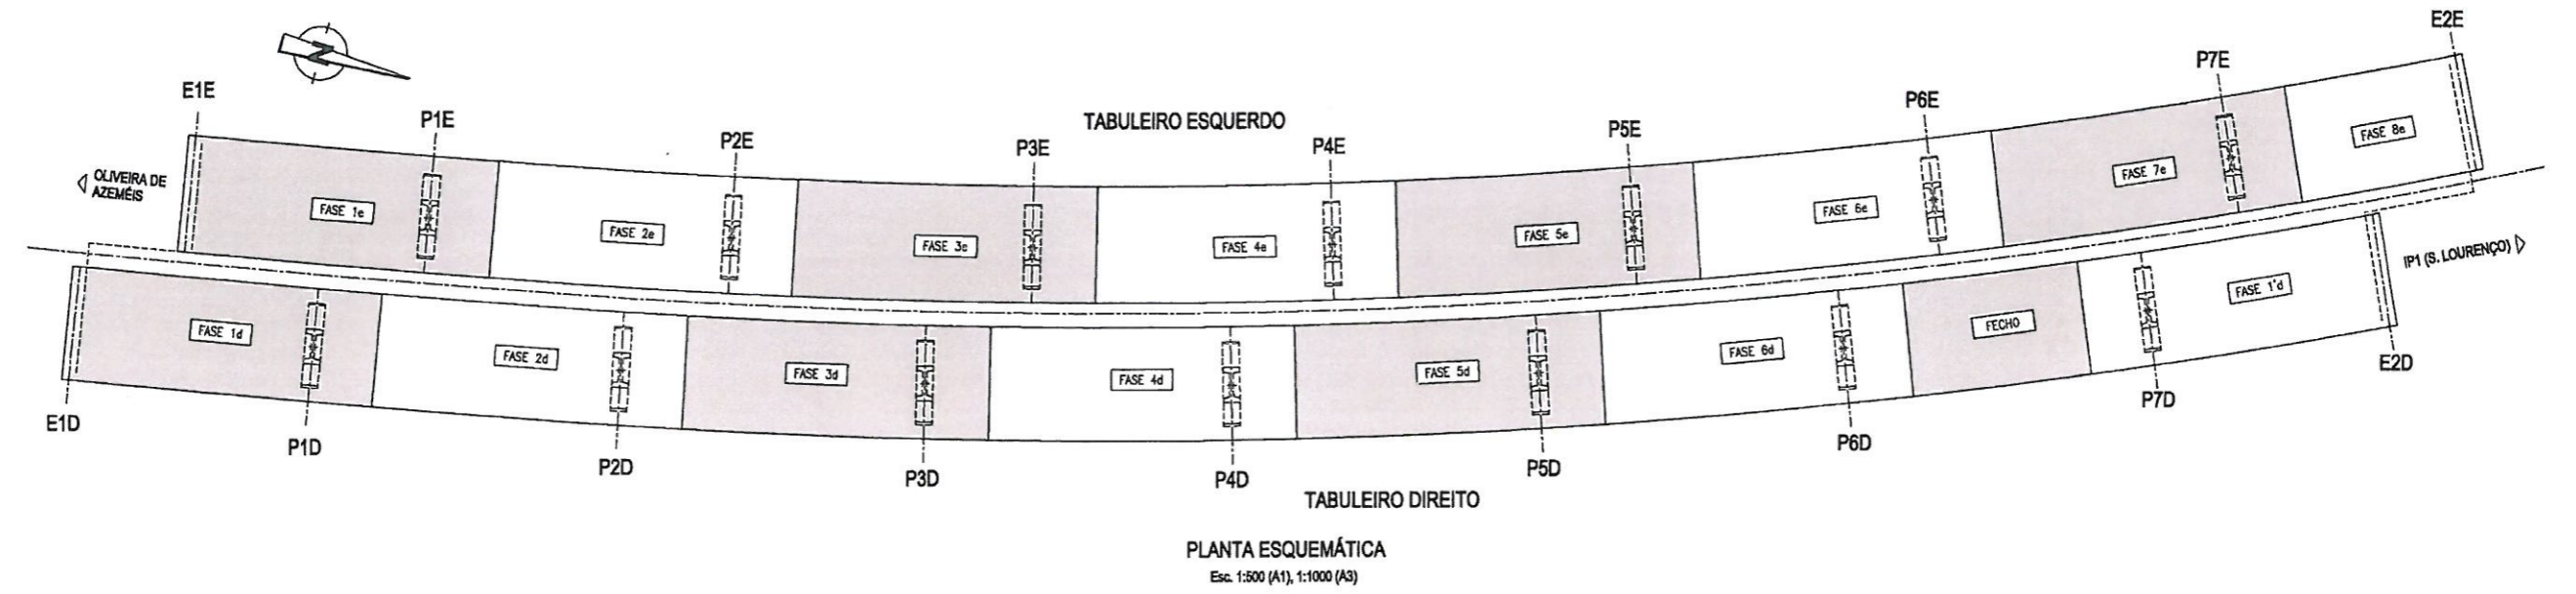 N
E2E
P7E
E1E
P6E
P1E
TABULEIRO ESQUERDO
P5E
P2E
P3E
P4E
FASE 8e
OLIVEIRA DE
AZEMÉIS
FASE 7e
FASE 1e
FASE 6e
FASE 2e
FASE 5e
FASE 3e
FASE 4e
IP1 (S. LOURENÇO)
FASE 1'd
FECHO
FASE 1d
FASE 2d
FASE 6d
FASE 5d
FASE 3d
FASE 4d
E2D
P7D
E1D
P1D
P6D
P2D
P5D
P3D
P4D
TABULEIRO DIREITO
PLANTA ESQUEMÁTICA
Esc. 1:500 (A1), 1:1000 (A3)